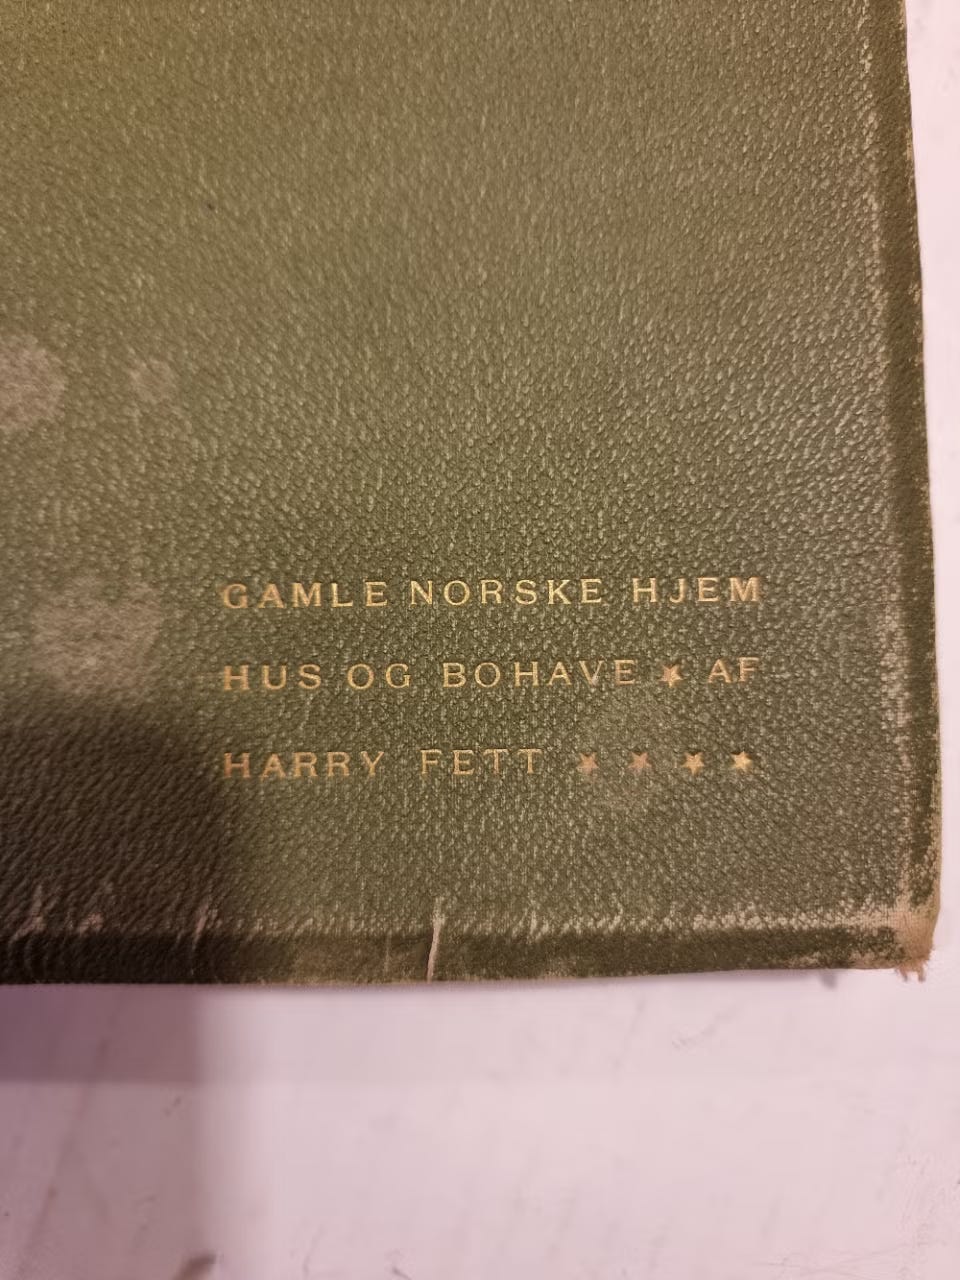 GAMLE NORSKE HJEM
HUS OG BOHAVE ★ AF
HARRY FETT ★ ★ ★ ★